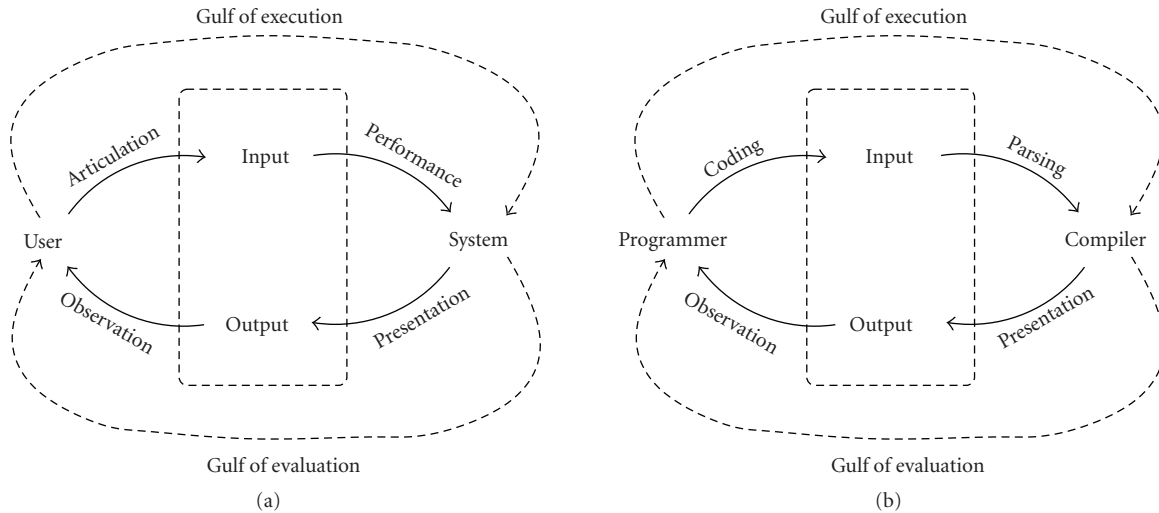 Gulf of execution
Articulation
Input
Performance
User
System
Observation
Output
Presentation
Gulf of evaluation
(a)
Gulf of execution
Coding
Input
Parsing
Programmer
Compiler
Observation
Output
Presentation
Gulf of evaluation
(b)